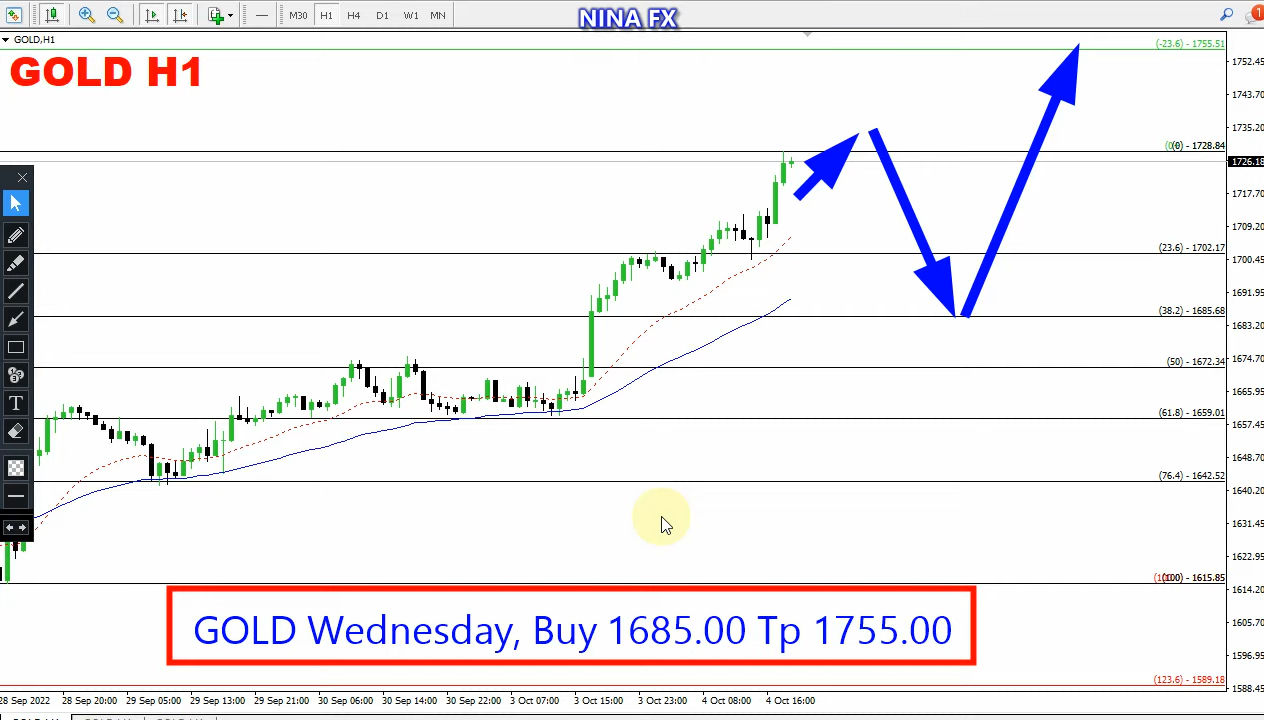 M30 H1 H4 D1 W1 MN
NINA FX
1
GOLD,H1
GOLD H1
(-23.6) - 1755.51
1752.45
1743.70
1735.20
(0) - 1728.84
1726.18
1717.70
1709.20
(23.6) - 1702.17
1700.45
1691.95
(38.2) - 1685.68
1683.20
1674.70
(50) - 1672.34
1665.95
(61.8) - 1659.01
1657.45
1648.70
(76.4) - 1642.52
1640.20
1631.45
1622.95
(100) - 1615.85
1614.20
T
GOLD Wednesday, Buy 1685.00 Tp 1755.00
1605.70
1596.95
(123.6) - 1589.18
1588.45
28 Sep 2022 28 Sep 20:00 29 Sep 05:00 29 Sep 13:00 29 Sep 21:00 30 Sep 06:00 30 Sep 14:00 30 Sep 22:00 3 Oct 07:00 3 Oct 15:00 3 Oct 23:00 4 Oct 08:00 4 Oct 16:00